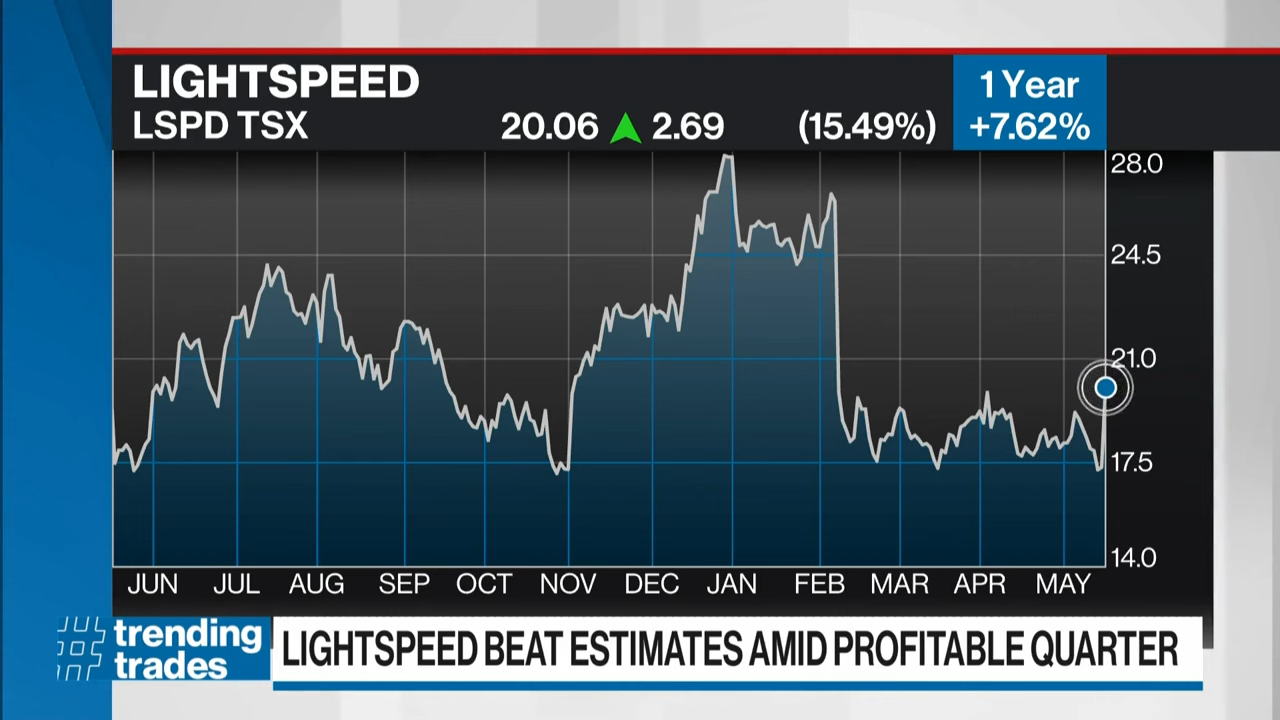 LIGHTSPEED
LSPD TSX
20.06 ▲ 2.69 (15.49%)
1 Year
+7.62%
28.0
24.5
21.0
17.5
14.0
JUN JUL AUG SEP OCT NOV DEC JAN FEB MAR APR MAY
trending
trades
LIGHTSPEED BEAT ESTIMATES AMID PROFITABLE QUARTER